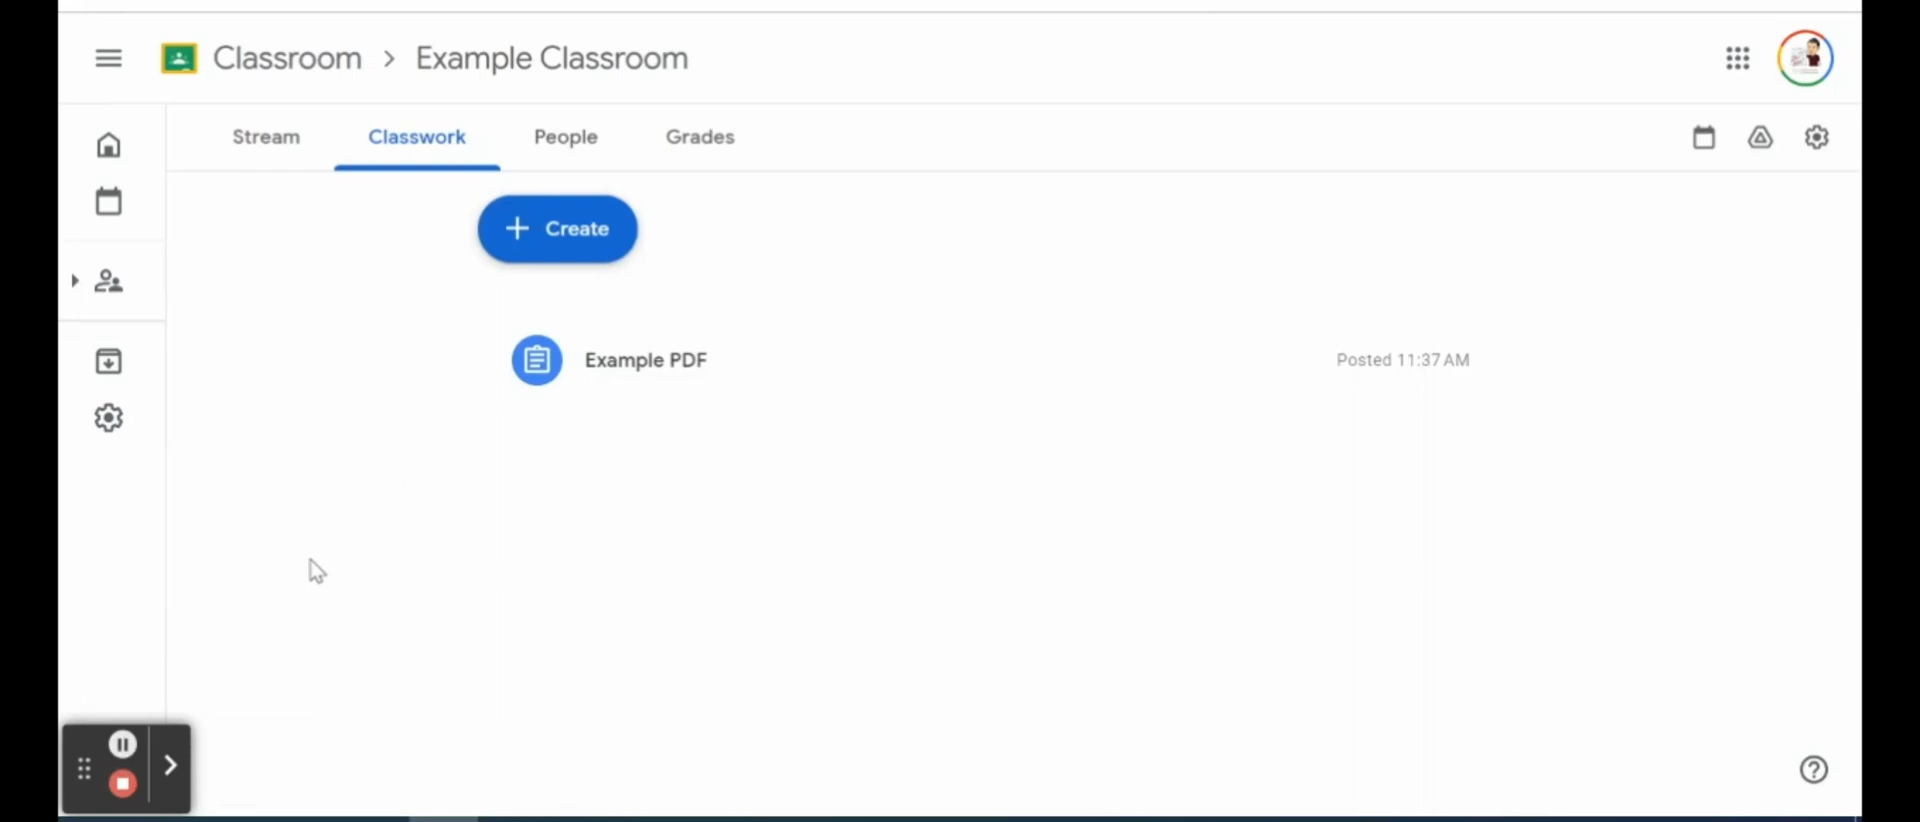 Classroom > Example Classroom
Stream Classwork People Grades
+ Create
Example PDF Posted 11:37 AM